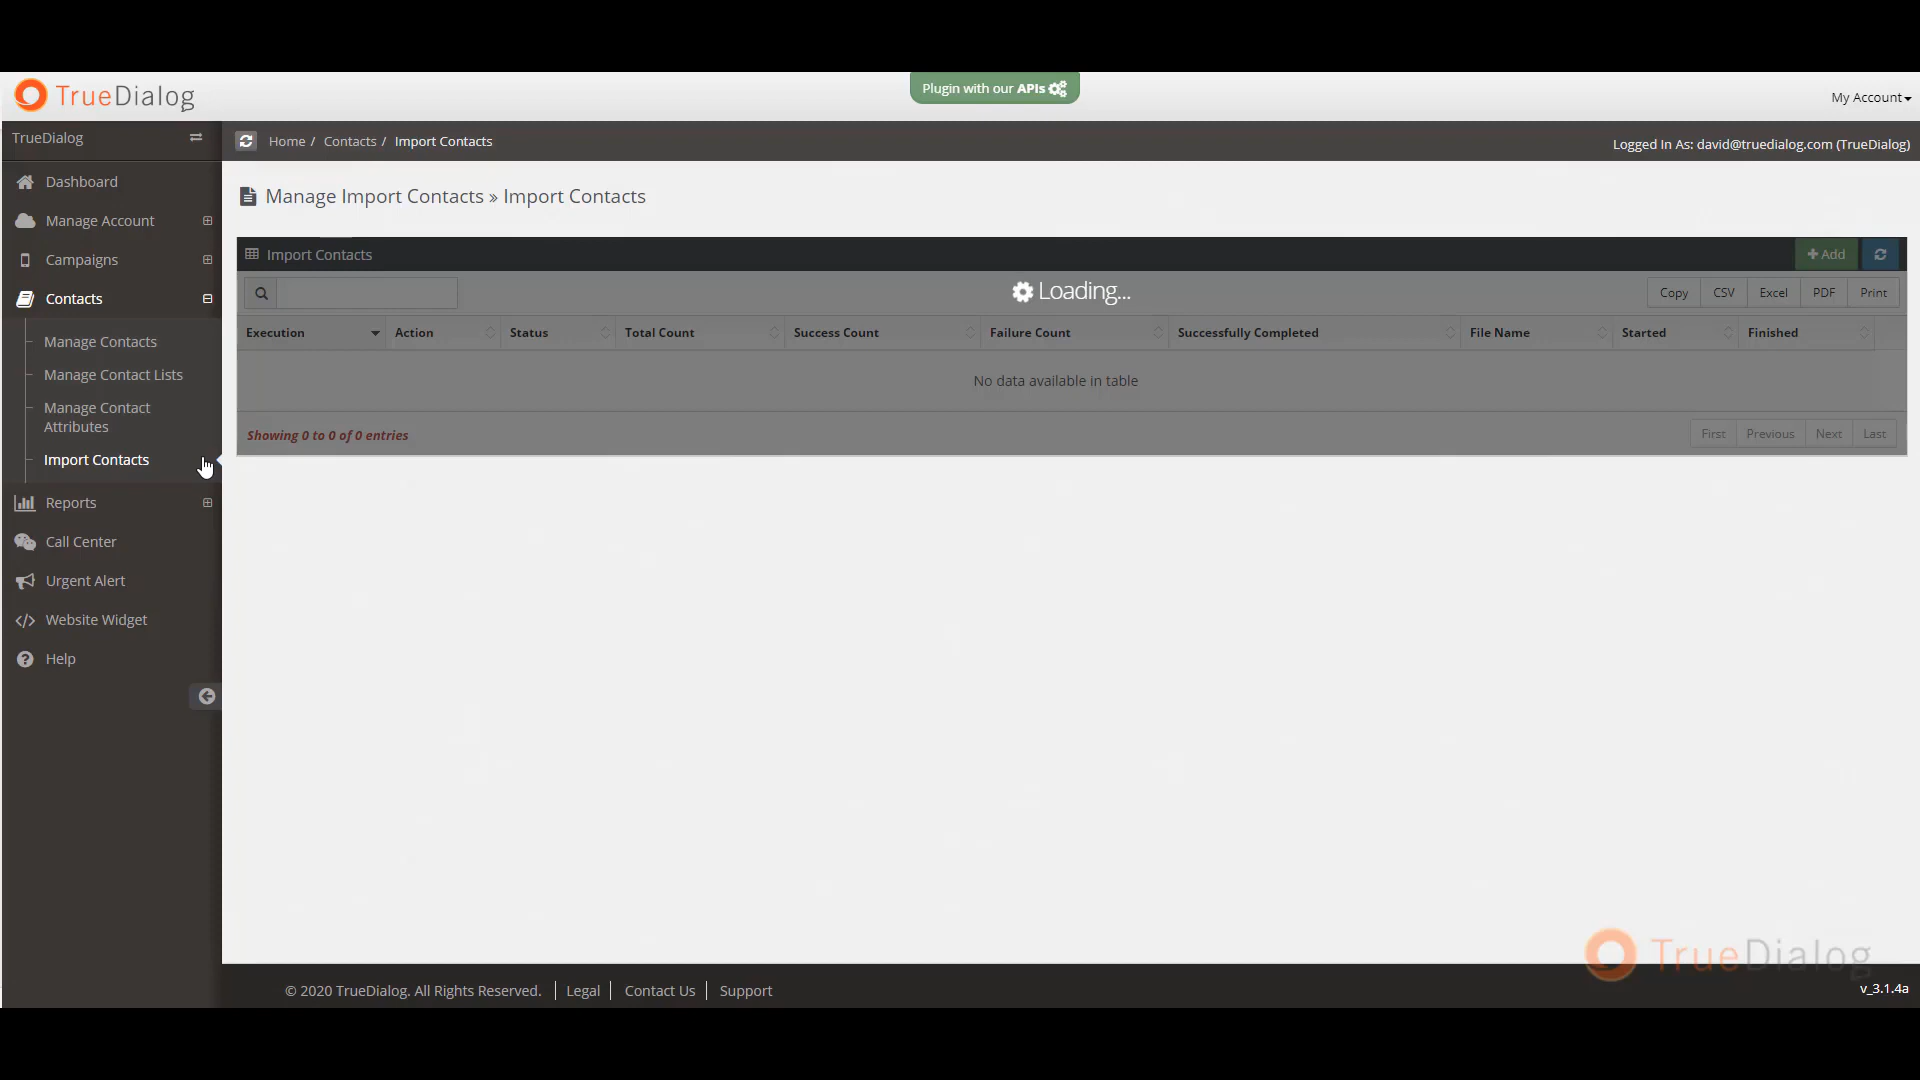 TrueDialog
Plugin with our APIs
My Account
TrueDialog
Home / Contacts / Import Contacts
Logged In As: david@truedialog.com (TrueDialog)
Dashboard
Manage Account
Campaigns
Contacts
Manage Contacts
Manage Contact Lists
Manage Contact
Attributes
Import Contacts
Reports
Call Center
Urgent Alert
Website Widget
Help
Manage Import Contacts » Import Contacts
Import Contacts
Add
Loading...
Copy CSV Excel PDF Print
Execution Action Status Total Count Success Count Failure Count Successfully Completed File Name Started Finished
No data available in table
Showing 0 to 0 of 0 entries
First Previous Next Last
TrueDialog
© 2020 TrueDialog. All Rights Reserved. | Legal | Contact Us | Support
v_3.1.4a